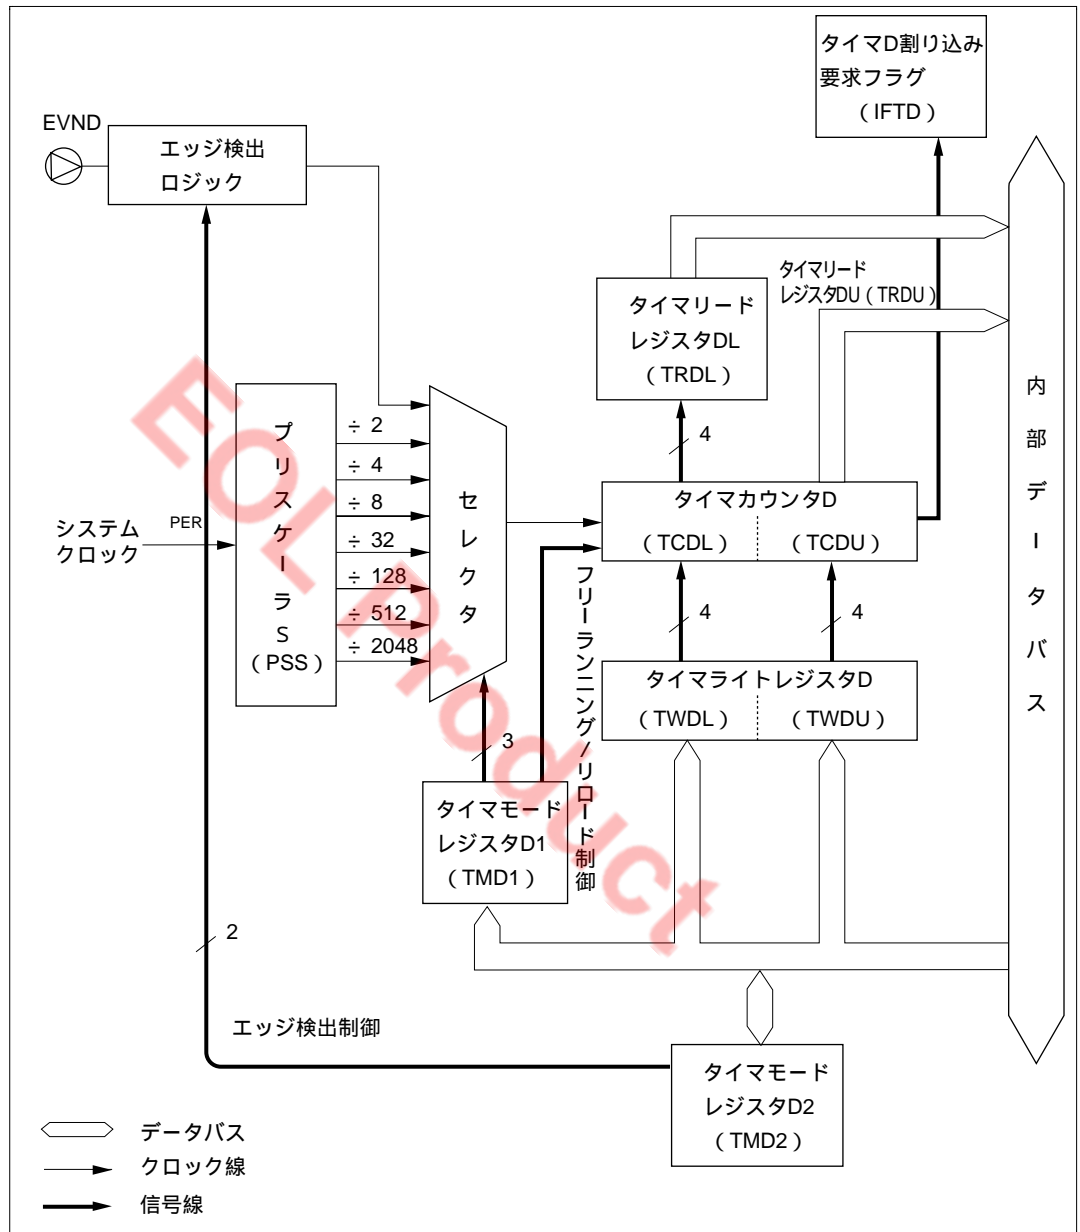 タイマD割り込み
要求フラグ
（IFTD）
EVND
エッジ検出
ロジック
タイマリード
レジスタDU（TRDU）
タイマリード
レジスタDL
（TRDL）
4
内部データバス
プリスケーラS
（PSS）
÷ 2
÷ 4
÷ 8
÷ 32
÷ 128
÷ 512
÷ 2048
セレクタ
システム
クロック
PER
タイマカウンタD
（TCDL）
（TCDU）
フリーランニング/リロード制御
4
4
タイマライトレジスタD
（TWDL）
（TWDU）
3
タイマモード
レジスタD1
（TMD1）
2
エッジ検出制御
タイマモード
レジスタD2
（TMD2）
データバス
クロック線
信号線
EOL Product